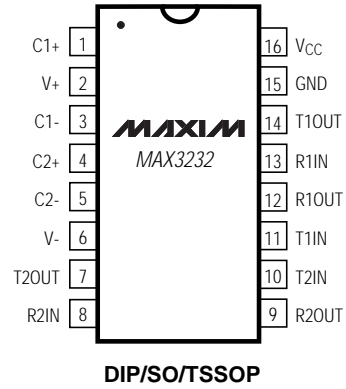 C1+ 1 16 VCC
V+ 2 15 GND
C1- 3 MAXIM 14 T1OUT
C2+ 4 MAX3232 13 R1IN
C2- 5 12 R1OUT
V- 6 11 T1IN
T2OUT 7 10 T2IN
R2IN 8 9 R2OUT
DIP/SO/TSSOP